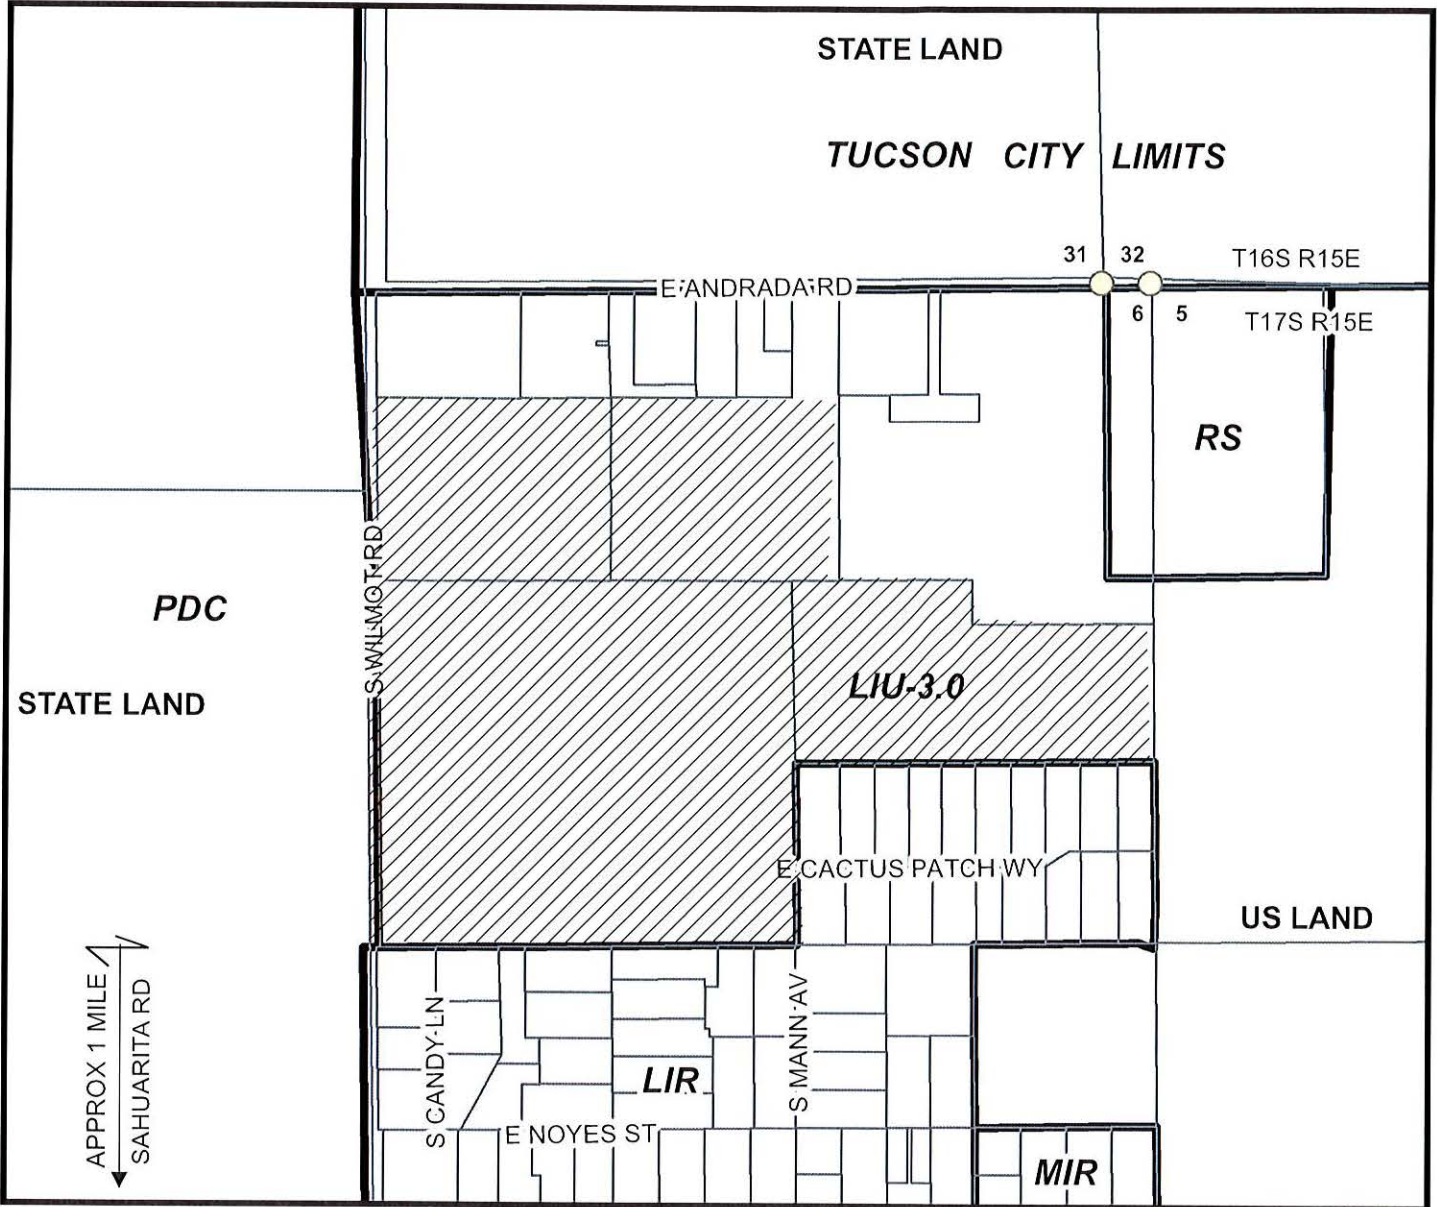 STATE LAND
TUCSON CITY LIMITS
31 32
T16S R15E
E ANDRADA RD
6 5
T17S R15E
RS
S WILMOT RD
PDC
STATE LAND
LIU-3.0
E CACTUS PATCH WY
US LAND
APPROX 1 MILE
SAHUARITA RD
S CANDY LN
S MANN AV
LIR
E NOYES ST
MIR